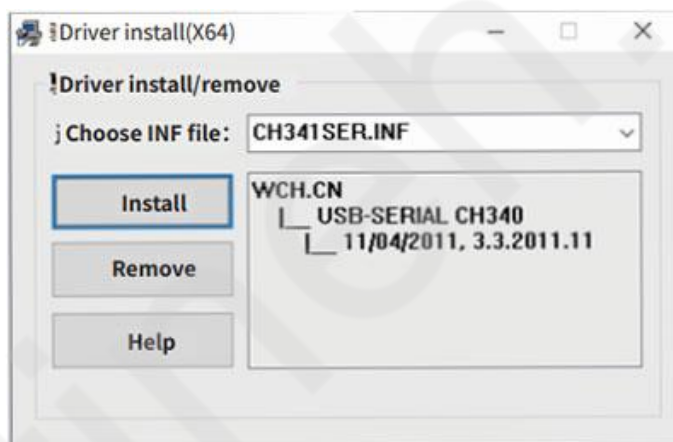 Driver install(X64)
Driver install/remove
Choose INF file:
CH341SER.INF
Install
WCH.CN
|__ USB-SERIAL CH340
|__ 11/04/2011, 3.3.2011.11
Remove
Help